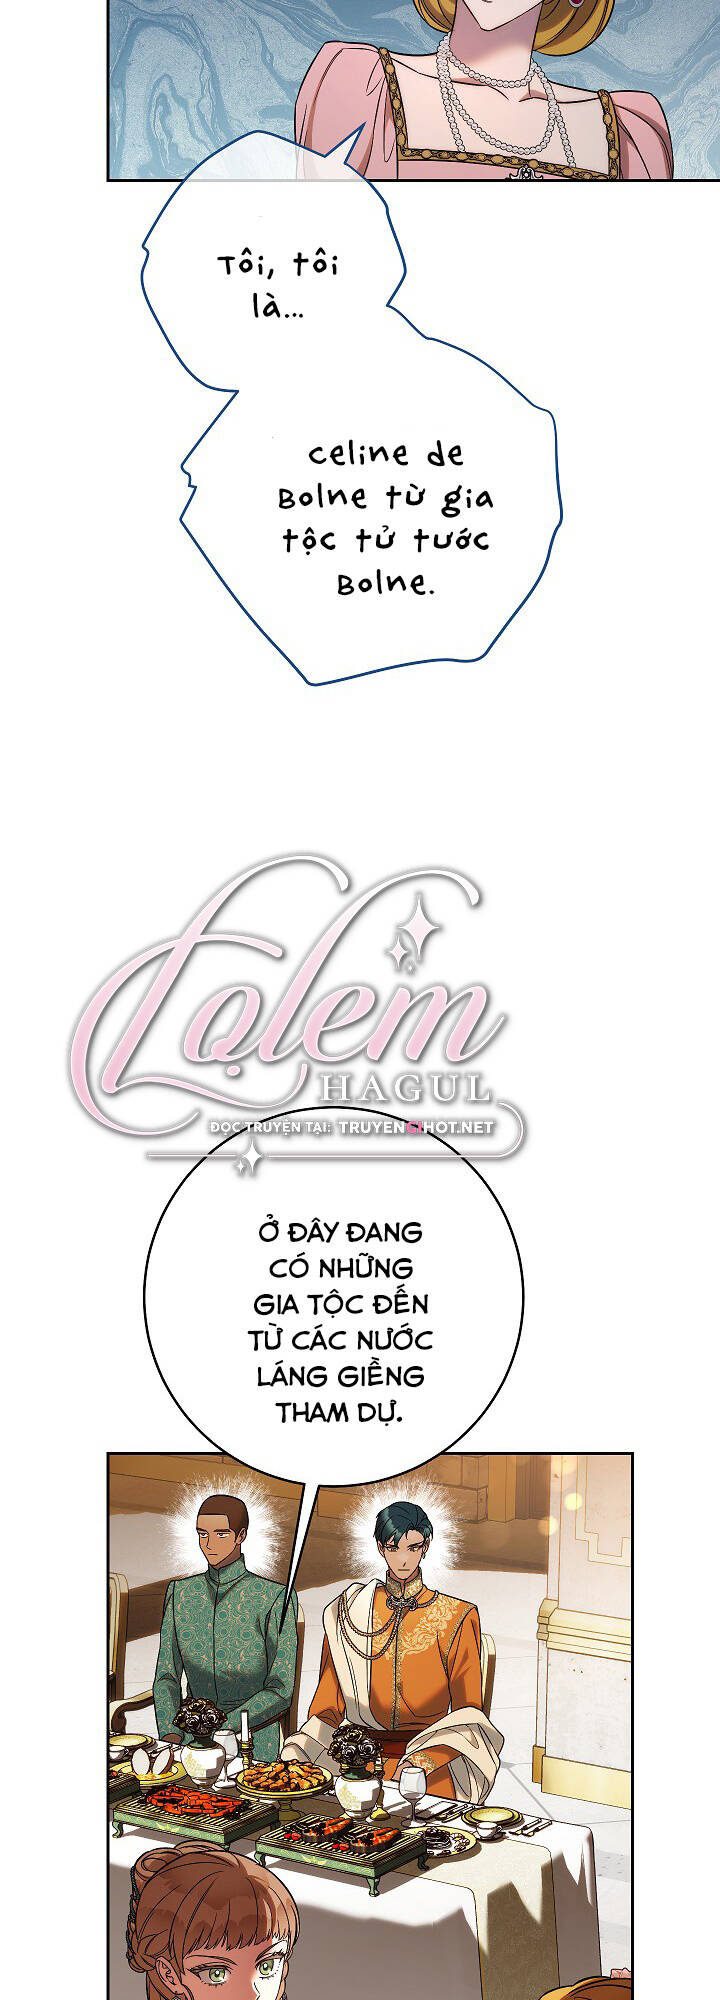 Tôi, tôi
là...
Celine de
Bolne từ gia
tộc tử tước
Bolne.
Lọlem
HAGUL
ĐỌC TRUYỆN TẠI: TRUYENGIHOT.NET
Ở ĐÂY ĐANG
CÓ NHỮNG
GIA TỘC ĐẾN
TỪ CÁC NƯỚC
LÁNG GIỀNG
THAM DỰ.